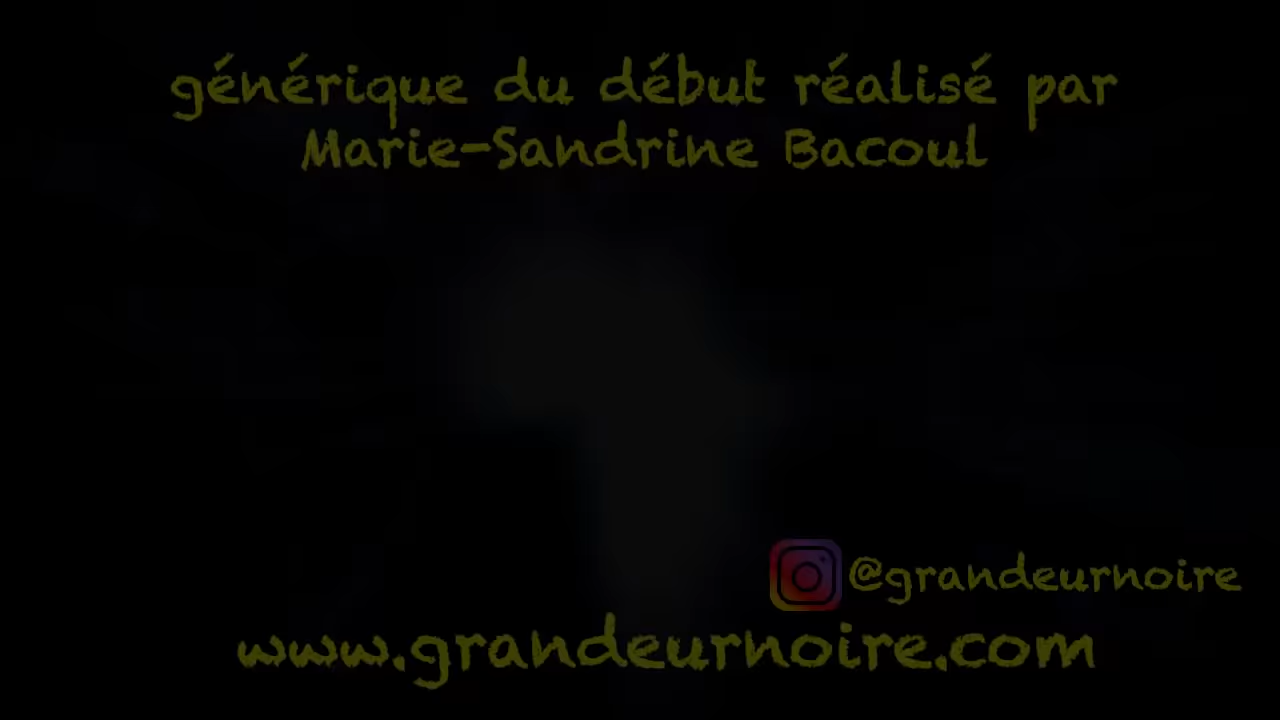 générique du début réalisé par
Marie-Sandrine Bacoul
@grandeurnoire
www.grandeurnoire.com